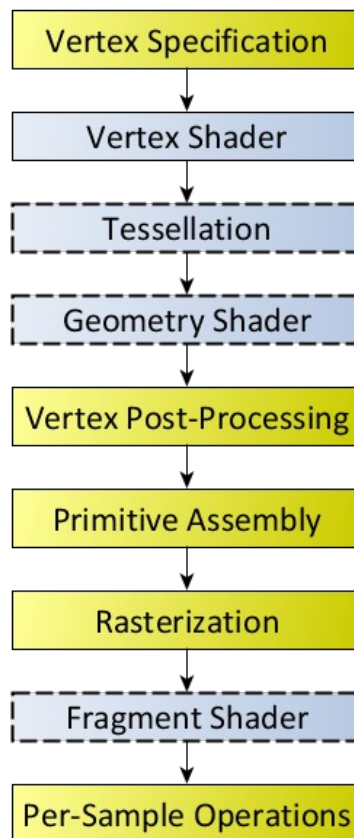 Vertex Specification
Vertex Shader
Tessellation
Geometry Shader
Vertex Post-Processing
Primitive Assembly
Rasterization
Fragment Shader
Per-Sample Operations